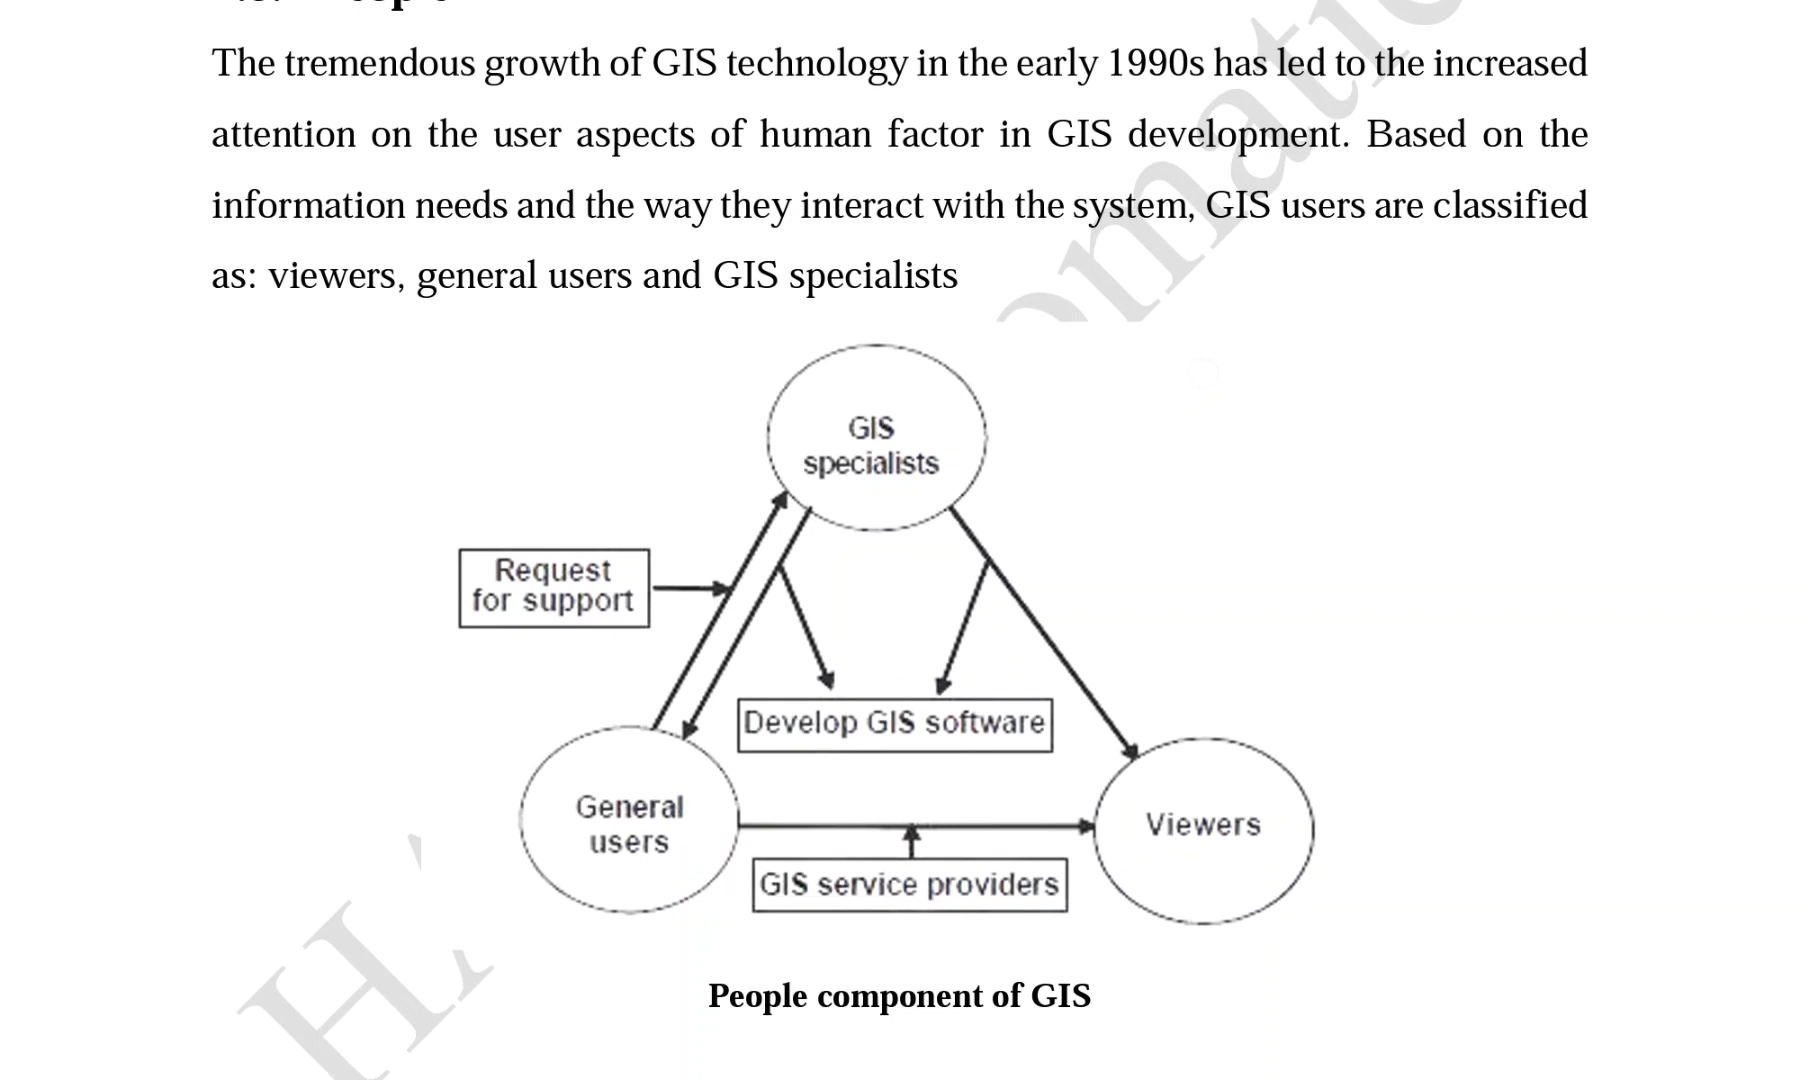 The tremendous growth of GIS technology in the early 1990s has led to the increased
attention on the user aspects of human factor in GIS development. Based on the
information needs and the way they interact with the system, GIS users are classified
as: viewers, general users and GIS specialists
GIS
specialists
Request
for support
Develop GIS software
General
users
Viewers
GIS service providers
People component of GIS